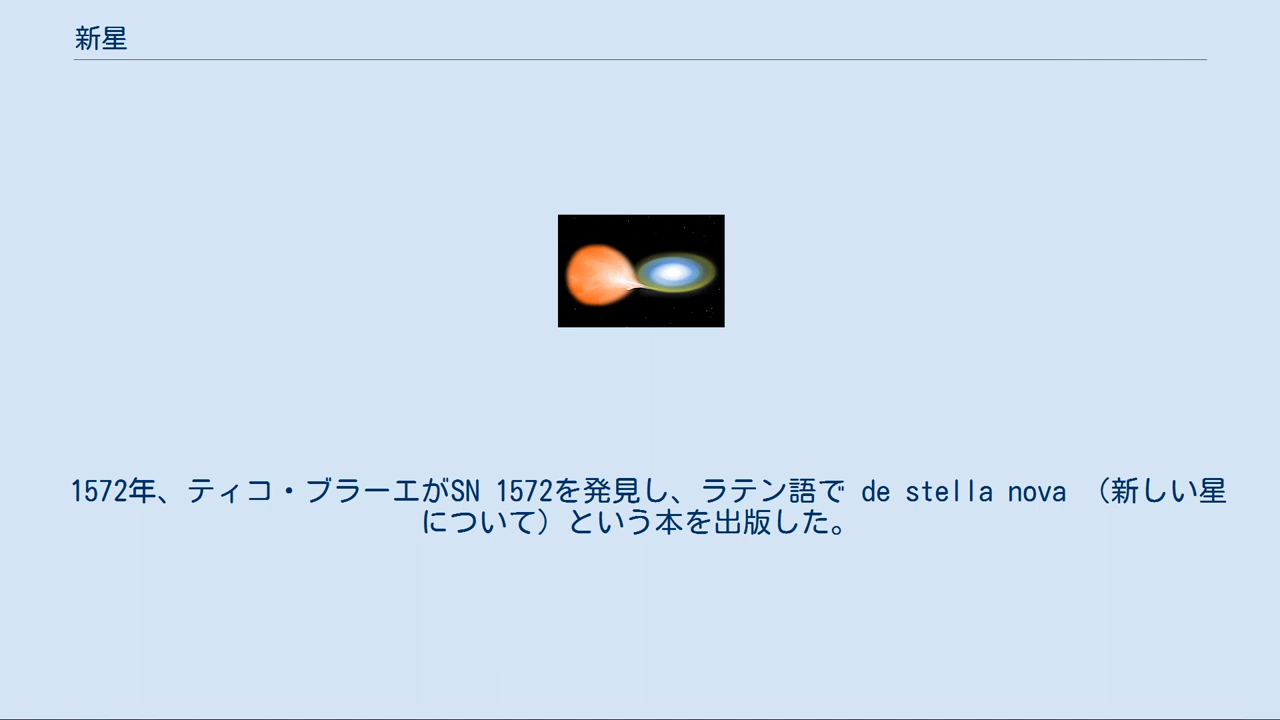 新星
1572年、ティコ・ブラーエがSN 1572を発見し、ラテン語で de stella nova （新しい星
について）という本を出版した。